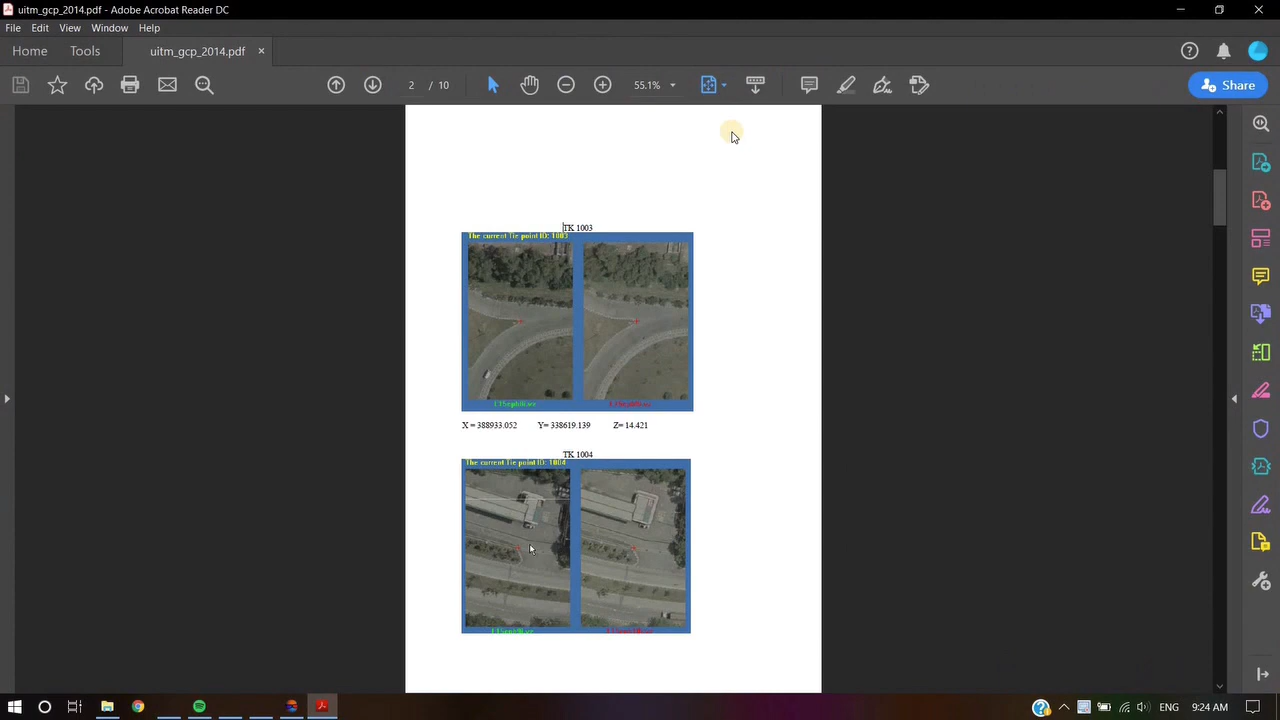 uitm_gcp_2014.pdf - Adobe Acrobat Reader DC
File Edit View Window Help
Home Tools uitm_gcp_2014.pdf
2 / 10 55.1% Share
TK 1003
The current Tie point ID: 1003
X = 388933.052 Y= 338619.139 Z= 14.421
TK 1004
The current Tie point ID: 1004
ENG 9:24 AM